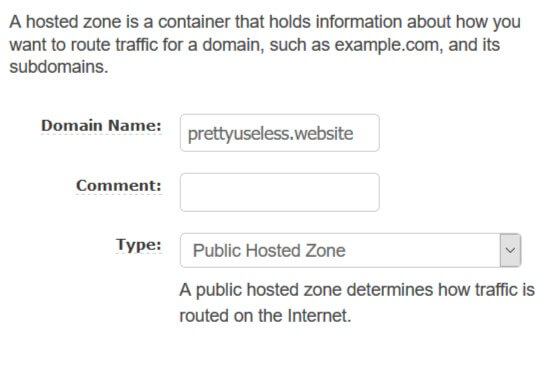 A hosted zone is a container that holds information about how you
want to route traffic for a domain, such as example.com, and its
subdomains.
Domain Name: prettyuseless.website
Comment:
Type: Public Hosted Zone
A public hosted zone determines how traffic is
routed on the Internet.